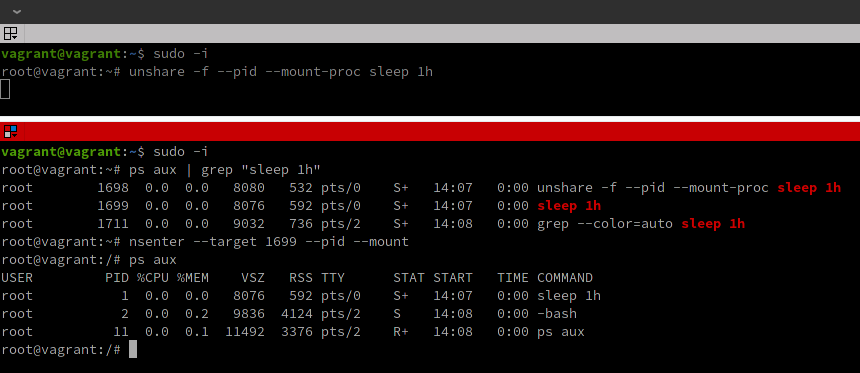 vagrant@vagrant:~$ sudo -i
root@vagrant:~# unshare -f --pid --mount-proc sleep 1h
vagrant@vagrant:~$ sudo -i
root@vagrant:~# ps aux | grep "sleep 1h"
root        1698  0.0  0.0   8080   532 pts/0    S+   14:07   0:00 unshare -f --pid --mount-proc sleep 1h
root        1699  0.0  0.0   8076   592 pts/0    S+   14:07   0:00 sleep 1h
root        1711  0.0  0.0   9032   736 pts/2    S+   14:08   0:00 grep --color=auto sleep 1h
root@vagrant:~# nsenter --target 1699 --pid --mount
root@vagrant:/# ps aux
USER         PID %CPU %MEM    VSZ   RSS TTY      STAT START   TIME COMMAND
root           1  0.0  0.0   8076   592 pts/0    S+   14:07   0:00 sleep 1h
root           2  0.0  0.2   9836  4124 pts/2    S    14:08   0:00 -bash
root          11  0.0  0.1  11492  3376 pts/2    R+   14:08   0:00 ps aux
root@vagrant:/#